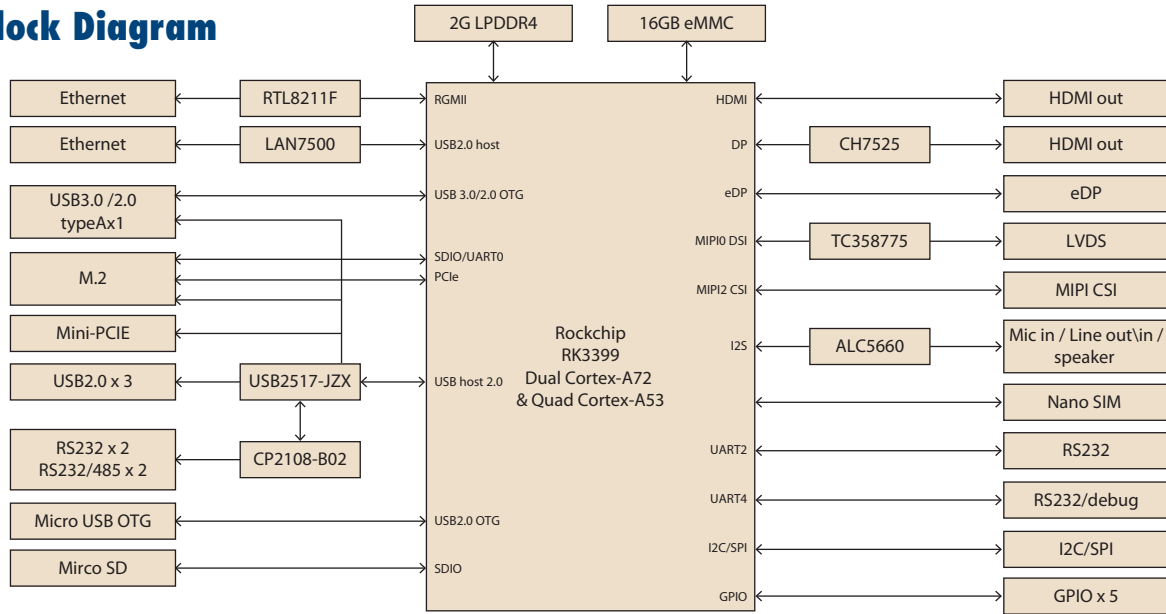 lock Diagram
2G LPDDR4
16GB eMMC
Ethernet
RTL8211F
RGMII
Ethernet
LAN7500
USB2.0 host
USB3.0 /2.0
typeAx1
USB 3.0/2.0 OTG
M.2
SDIO/UART0
PCIe
Mini-PCIE
USB2.0 x 3
USB2517-JZX
USB host 2.0
RS232 x 2
RS232/485 x 2
CP2108-B02
Micro USB OTG
USB2.0 OTG
Mirco SD
SDIO
Rockchip
RK3399
Dual Cortex-A72
& Quad Cortex-A53
HDMI
HDMI out
DP
CH7525
HDMI out
eDP
eDP
MIPI0 DSI
TC358775
LVDS
MIPI2 CSI
MIPI CSI
I2S
ALC5660
Mic in / Line out\in /
speaker
Nano SIM
UART2
RS232
UART4
RS232/debug
I2C/SPI
I2C/SPI
GPIO
GPIO x 5